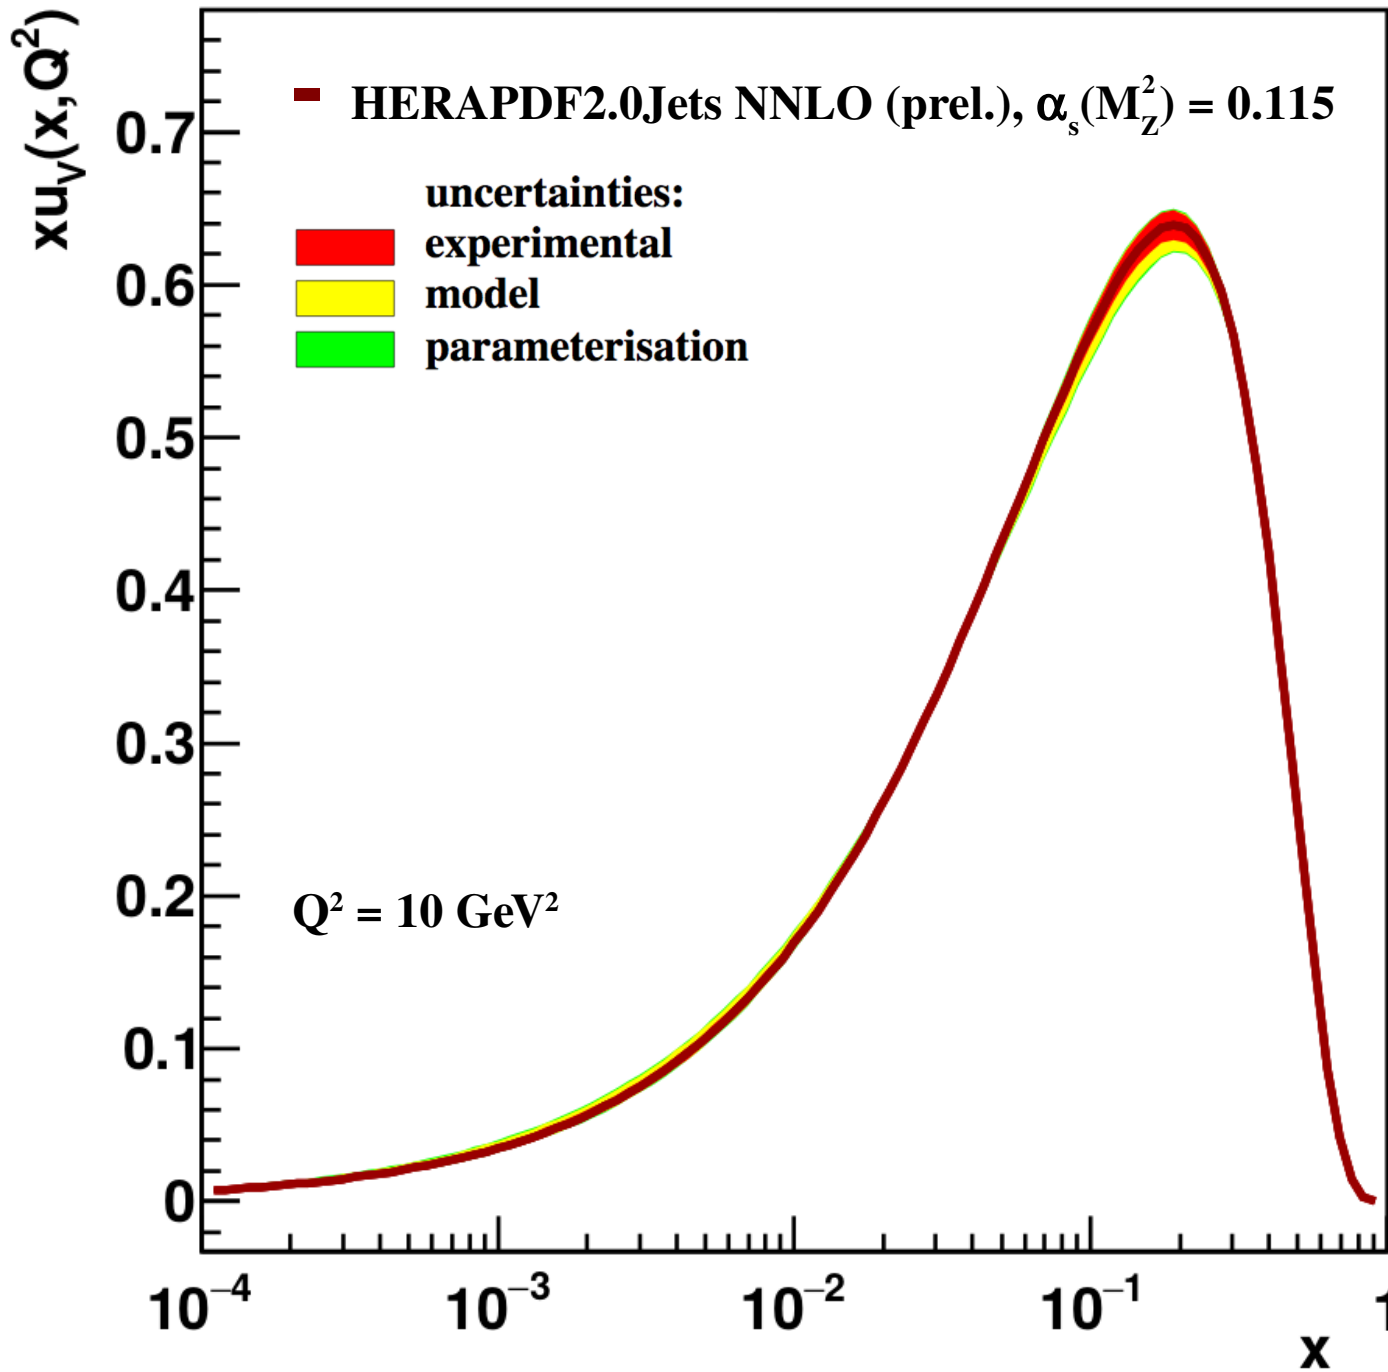 xu_V(x,Q²)
HERAPDF2.0Jets NNLO (prel.), α_s(M_Z²) = 0.115
uncertainties:
experimental
model
parameterisation
Q² = 10 GeV²
0.7
0.6
0.5
0.4
0.3
0.2
0.1
0
10⁻⁴ 10⁻³ 10⁻² 10⁻¹ 1
x